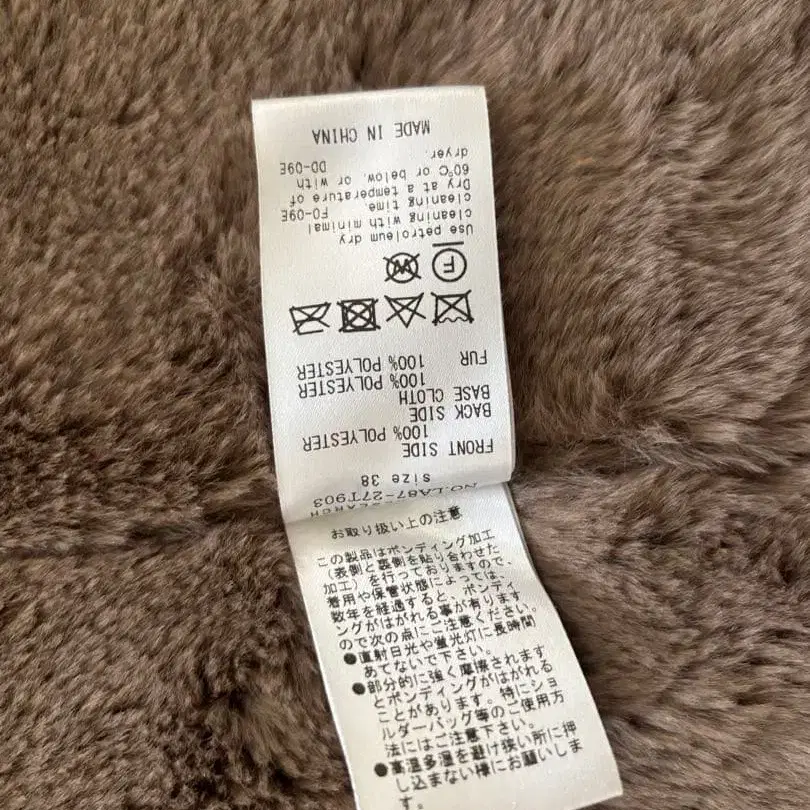 NO.LA87-27T903
Size 38
FRONT SIDE
100% POLYESTER
BACK SIDE
BASE CLOTH
100% POLYESTER
FUR 100% POLYESTER
F W
Use petroleum dry
cleaning with minimal
cleaning time. FO-09E
Dry at a temperature of
60℃ or below, or with
dryer. DD-09E
MADE IN CHINA
お取り扱い上の注意
この製品はボンディング加工
（表側と裏側を貼り合わせた
加工）を行っておりますので、
着用や保管状態によっては、
数年を経過すると、ボンディ
ングがはがれる事が有ります
ので次の点にご注意ください。
●直射日光や蛍光灯に長時間
あてないで下さい。
●部分的に強く摩擦されます
とボンディングがはがれる
ことがあります。特にショ
ルダーバッグ等のご使用方
法にはご注意下さい。
●高温多湿を避け狭い所に押
し込まない様にお願いしま
す。